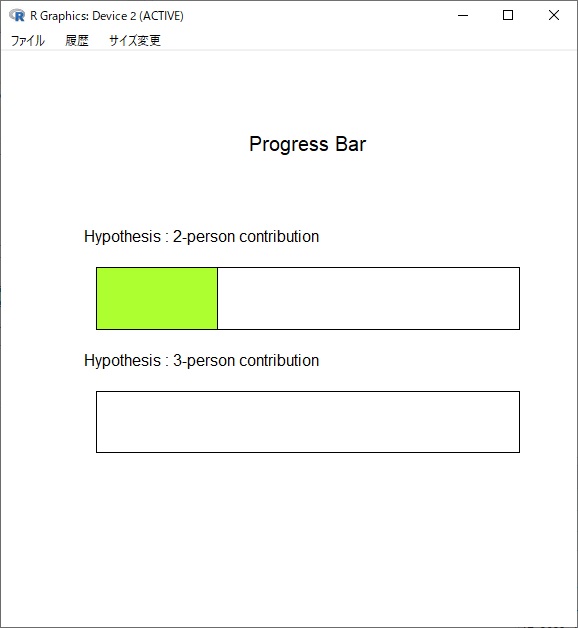 R Graphics: Device 2 (ACTIVE)
ファイル 履歴 サイズ変更
Progress Bar
Hypothesis : 2-person contribution
Hypothesis : 3-person contribution